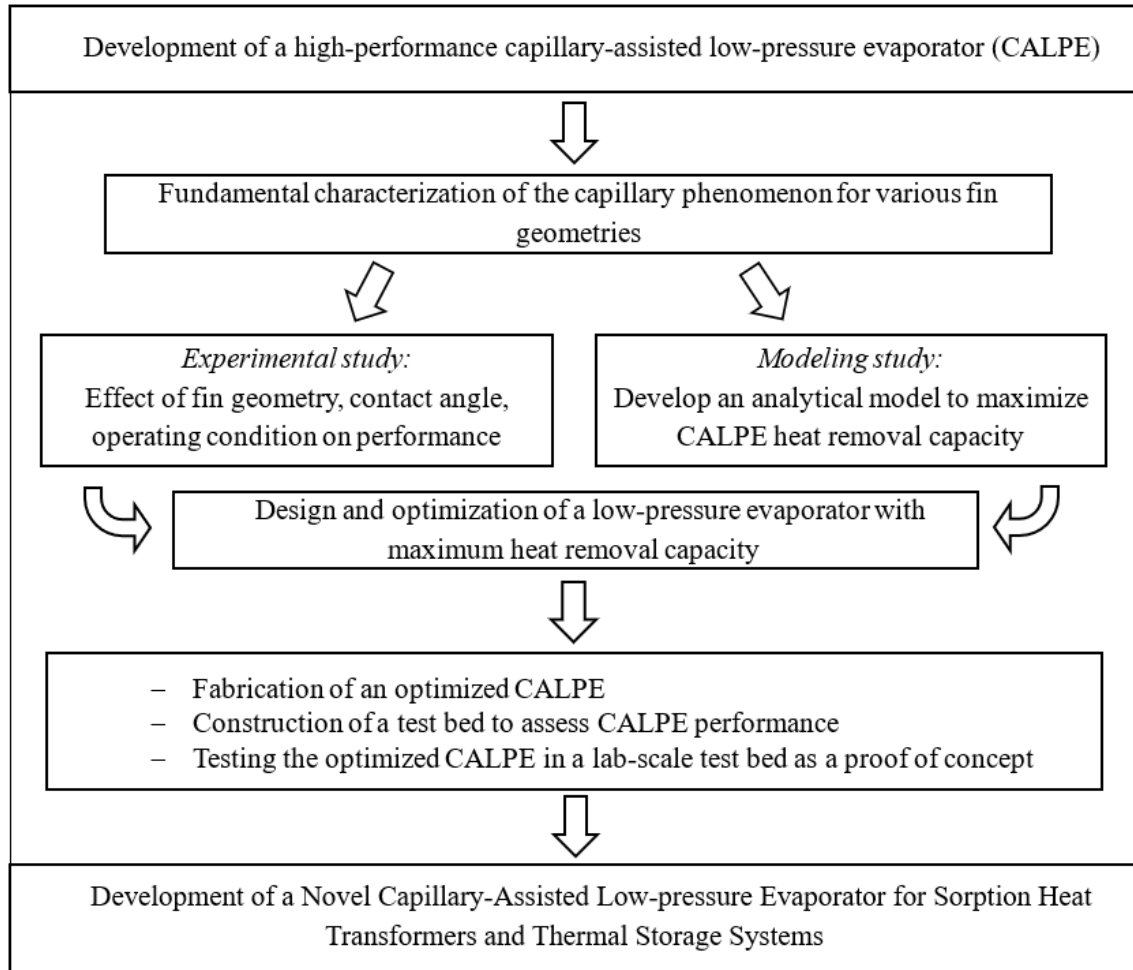 Development of a high-performance capillary-assisted low-pressure evaporator (CALPE)
Fundamental characterization of the capillary phenomenon for various fin
geometries
Experimental study:
Effect of fin geometry, contact angle,
operating condition on performance
Modeling study:
Develop an analytical model to maximize
CALPE heat removal capacity
Design and optimization of a low-pressure evaporator with
maximum heat removal capacity
– Fabrication of an optimized CALPE
– Construction of a test bed to assess CALPE performance
– Testing the optimized CALPE in a lab-scale test bed as a proof of concept
Development of a Novel Capillary-Assisted Low-pressure Evaporator for Sorption Heat
Transformers and Thermal Storage Systems